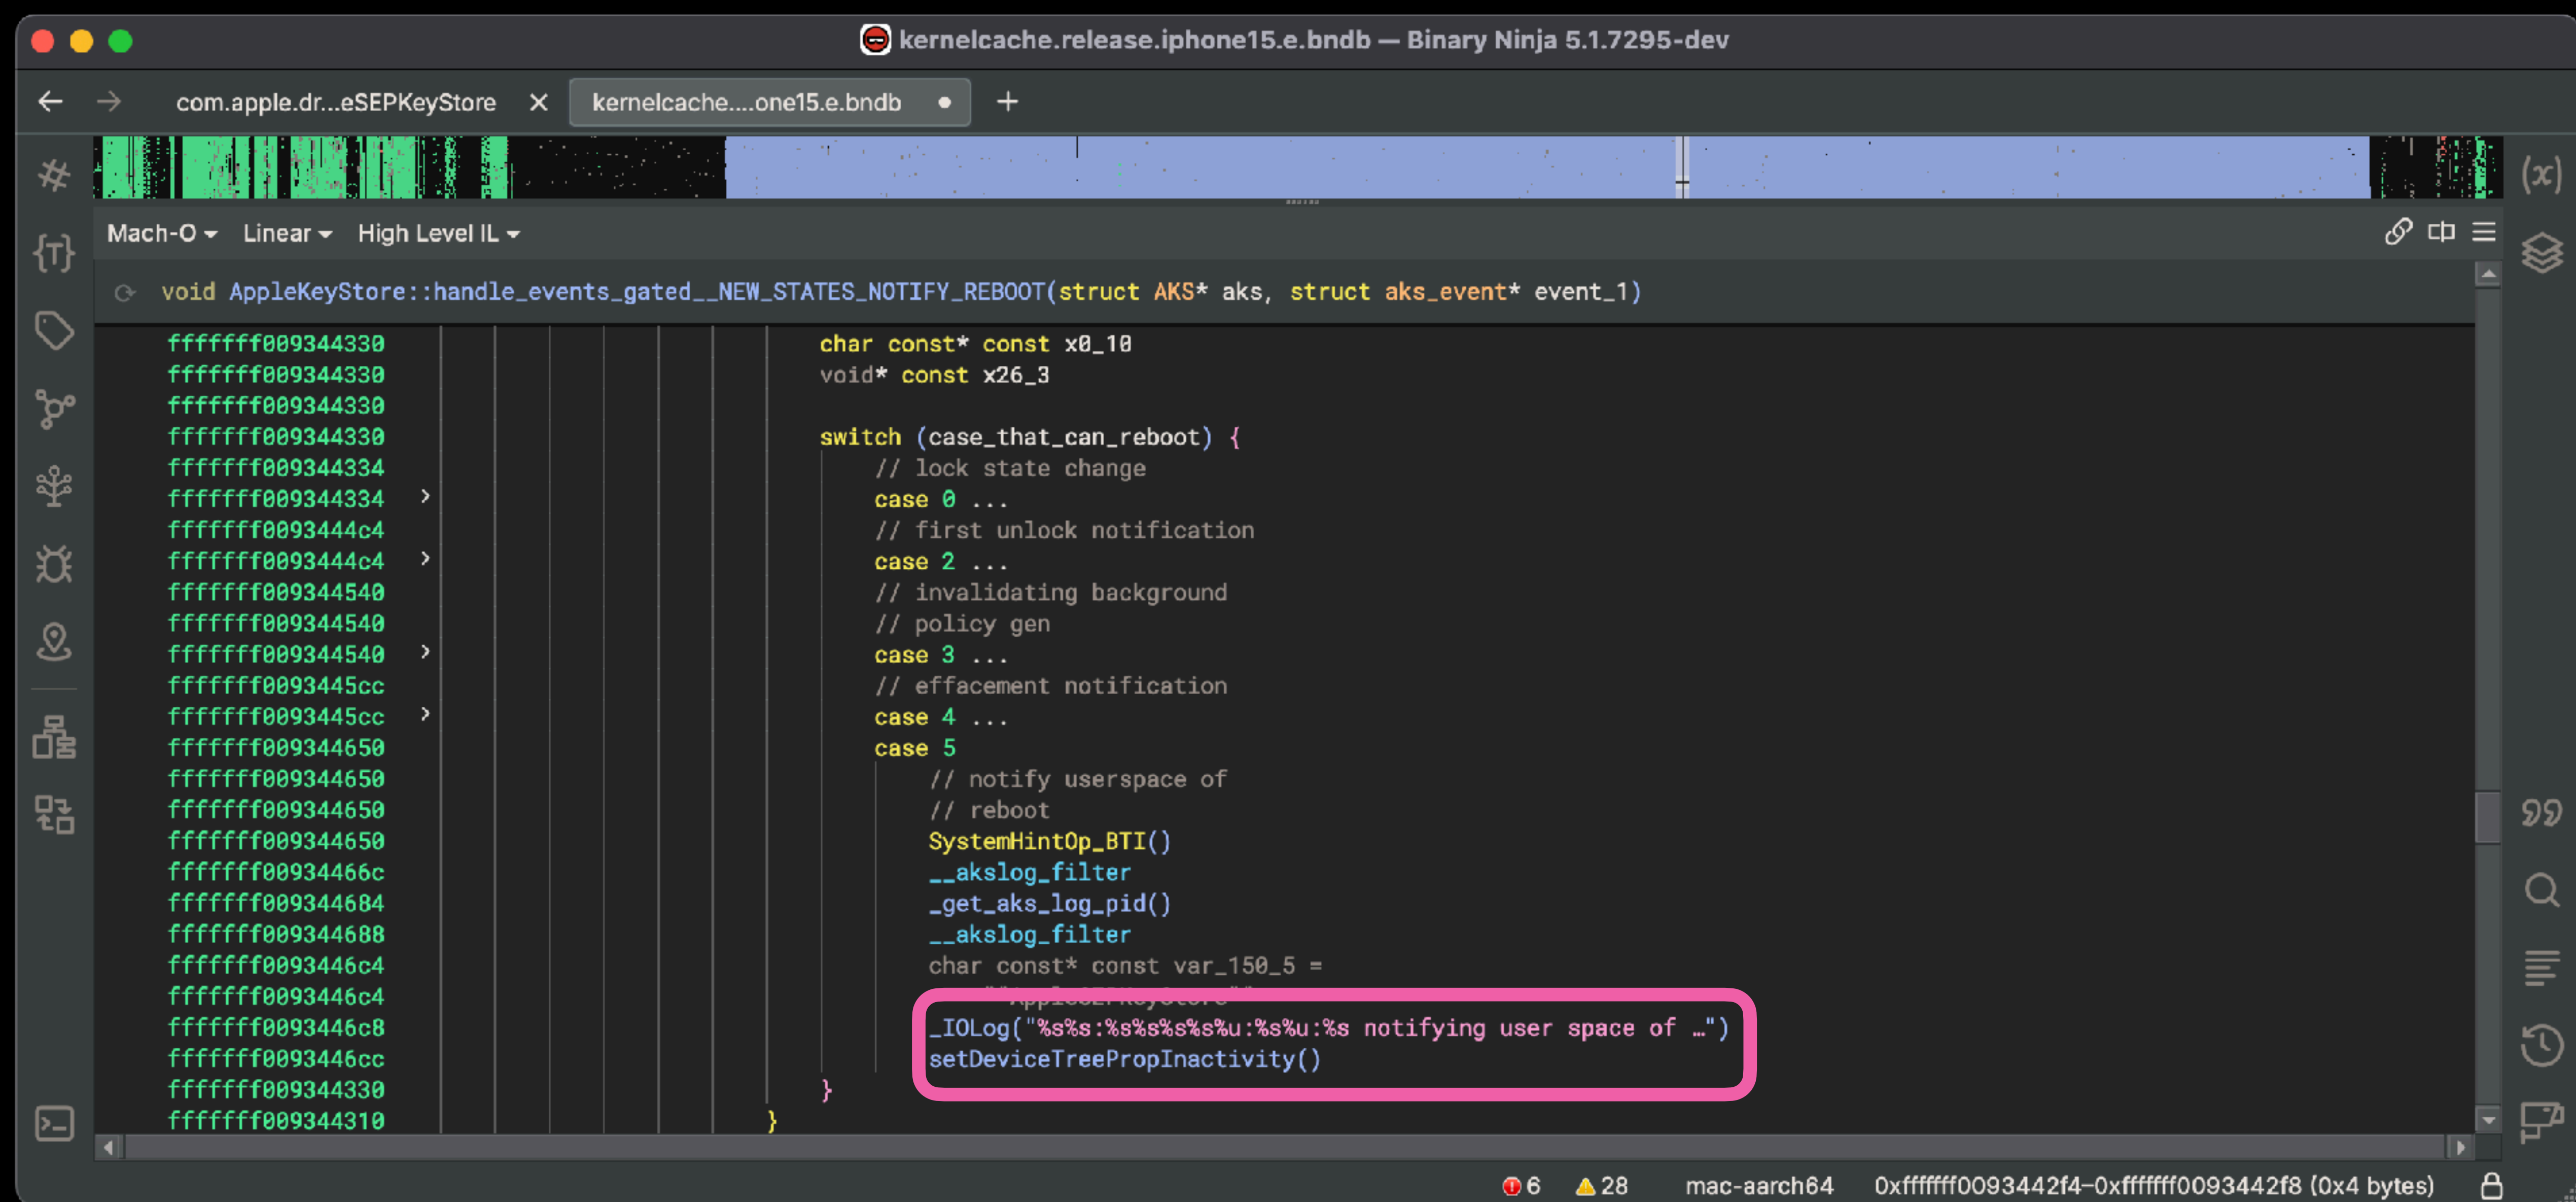 kernelcache.release.iphone15.e.bndb — Binary Ninja 5.1.7295-dev
com.apple.dr...eSEPKeyStore
kernelcache....one15.e.bndb
Mach-O Linear High Level IL
void AppleKeyStore::handle_events_gated__NEW_STATES_NOTIFY_REBOOT(struct AKS* aks, struct aks_event* event_1)
fffffff009344330 char const* const x0_10
fffffff009344330 void* const x26_3
fffffff009344330
fffffff009344330 switch (case_that_can_reboot) {
fffffff009344334 // lock state change
fffffff009344334 case 0 ...
fffffff0093444c4 // first unlock notification
fffffff0093444c4 case 2 ...
fffffff009344540 // invalidating background
fffffff009344540 // policy gen
fffffff009344540 case 3 ...
fffffff0093445cc // effacement notification
fffffff0093445cc case 4 ...
fffffff009344650 case 5
fffffff009344650 // notify userspace of
fffffff009344650 // reboot
fffffff009344650 SystemHintOp_BTI()
fffffff00934466c __akslog_filter
fffffff009344684 _get_aks_log_pid()
fffffff009344688 __akslog_filter
fffffff0093446c4 char const* const var_150_5 =
fffffff0093446c4
fffffff0093446c8 _IOLog("%s%s:%s%s%s%s%u:%s%u:%s notifying user space of …")
fffffff0093446cc setDeviceTreePropInactivity()
fffffff009344330 }
fffffff009344310 }
6 28 mac-aarch64 0xfffffff0093442f4–0xfffffff0093442f8 (0x4 bytes)